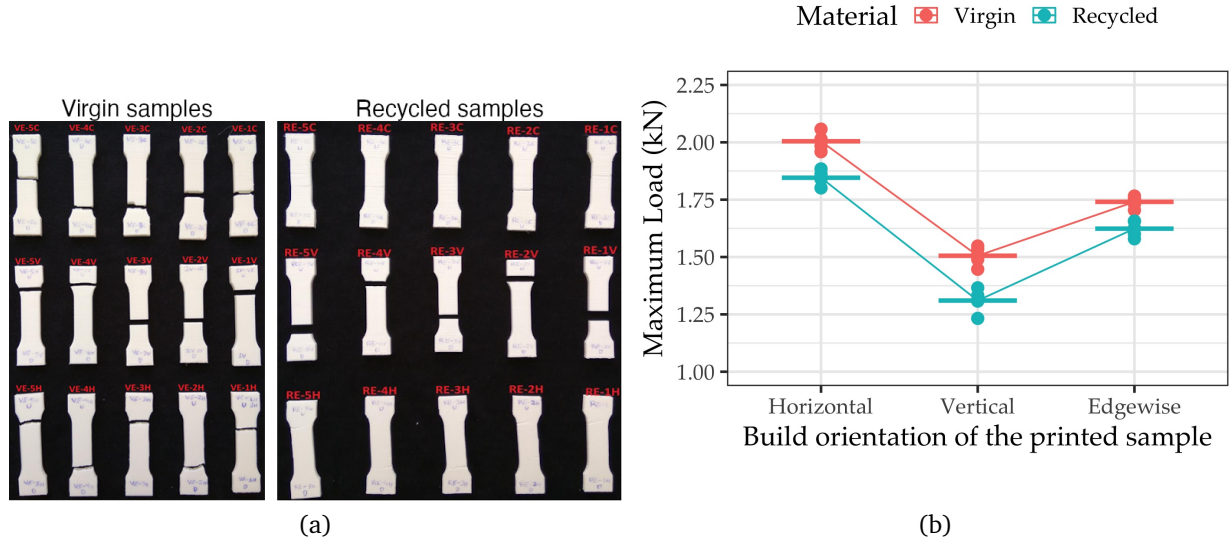 Virgin samples
VE-5C VE-4C VE-3C VE-2C VE-1C
VE-5V VE-4V VE-3V VE-2V VE-1V
VE-5H VE-4H VE-3H VE-2H VE-1H
Recycled samples
RE-5C RE-4C RE-3C RE-2C RE-1C
RE-5V RE-4V RE-3V RE-2V RE-1V
RE-5H RE-4H RE-3H RE-2H RE-1H
(a)
Material Virgin Recycled
Maximum Load (kN)
2.25
2.00
1.75
1.50
1.25
1.00
Horizontal Vertical Edgewise
Build orientation of the printed sample
(b)